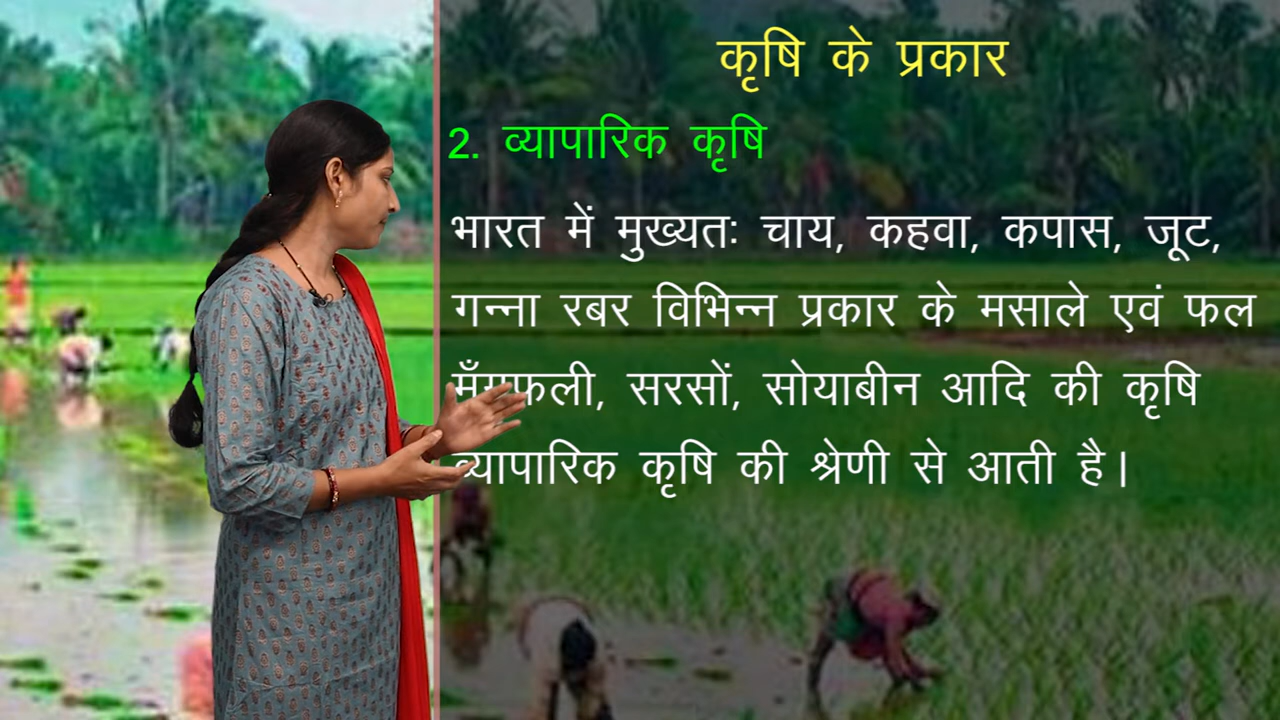 कृषि के प्रकार
2. व्यापारिक कृषि
भारत में मुख्यतः चाय, कहवा, कपास, जूट,
गन्ना रबर विभिन्न प्रकार के मसाले एवं फल
मूँगफली, सरसों, सोयाबीन आदि की कृषि
व्यापारिक कृषि की श्रेणी से आती है।